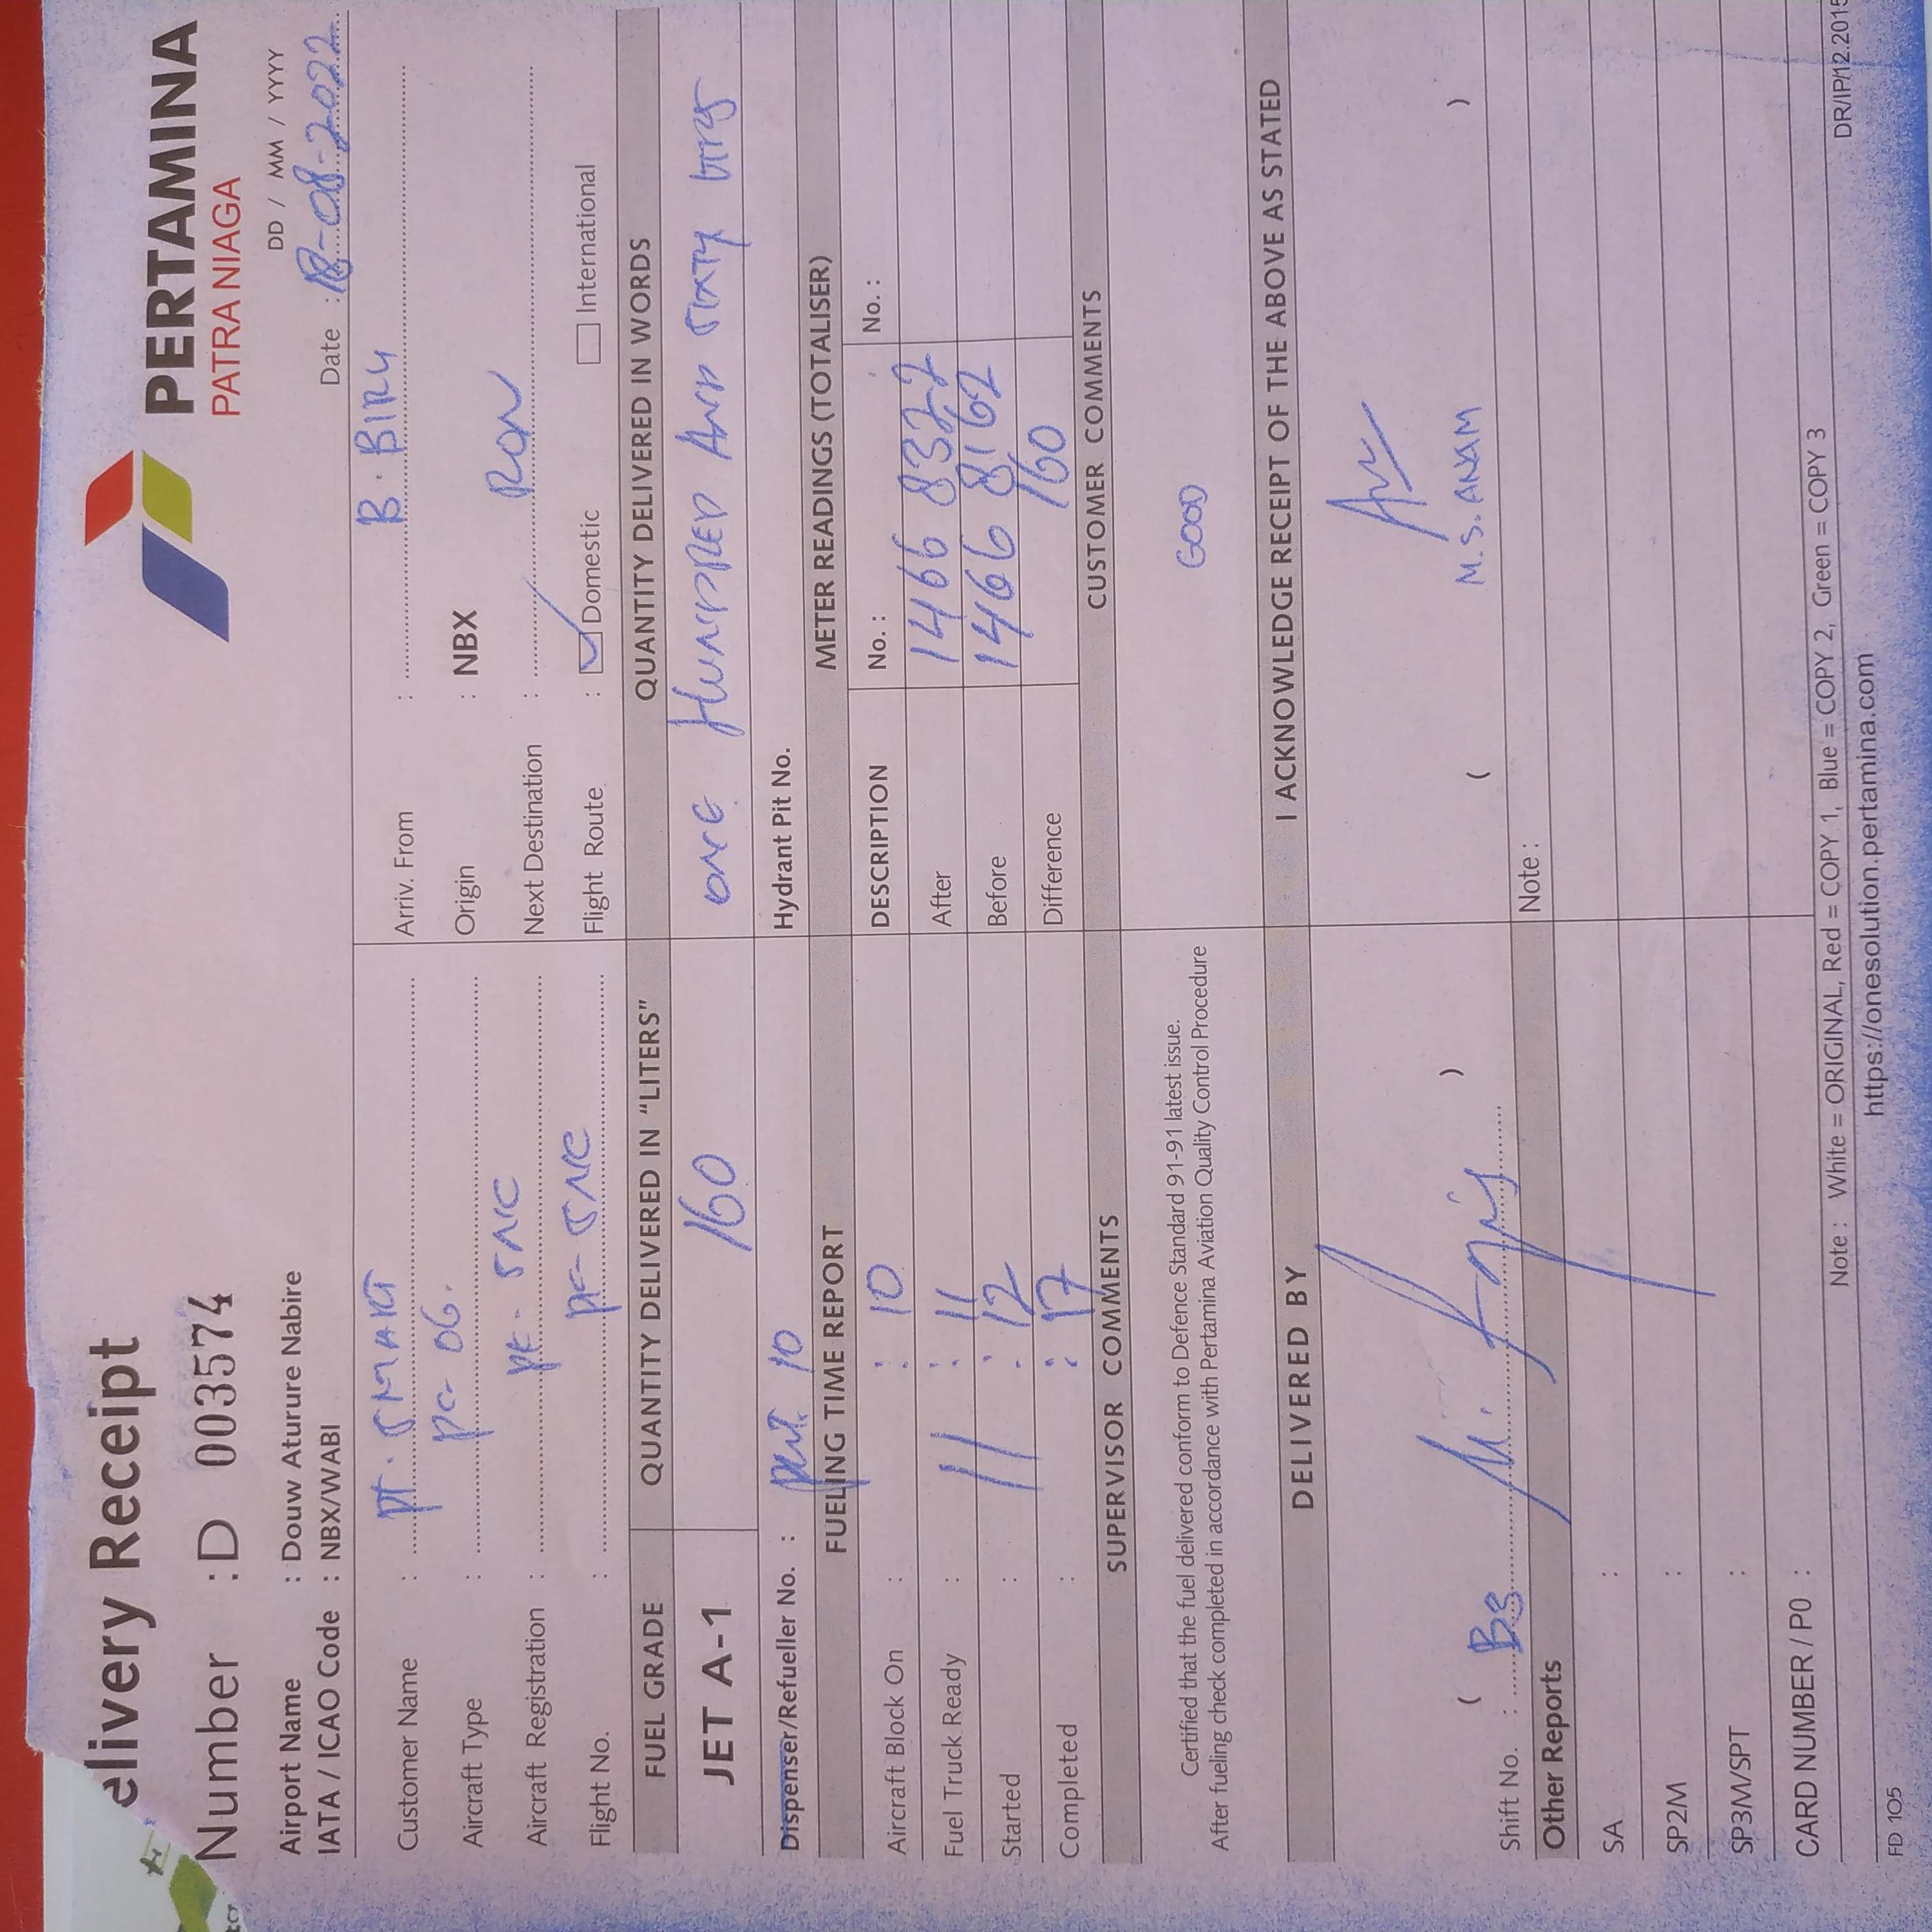 elivery Receipt
PERTAMINA
PATRA NIAGA
Number : D 003574
DD / MM / YYYY
Airport Name : Douw Aturure Nabire
Date : 18-08-2022
IATA / ICAO Code : NBX/WABI
Customer Name : PT. SMART
Arriv. From : B. BIRU
Aircraft Type : PC-06.
Origin : NBX
Aircraft Registration : PK-SNC
Next Destination : RON
Flight No. : PK-SNC
Flight Route : Domestic International
FUEL GRADE QUANTITY DELIVERED IN "LITERS" QUANTITY DELIVERED IN WORDS
JET A-1 160 ONE HUNDRED AND SIXTY LTRS
Dispenser/Refueller No. : 10
Hydrant Pit No.
FUELING TIME REPORT METER READINGS (TOTALISER)
DESCRIPTION No. : No. :
Aircraft Block On : : 10
After 1466 8322
Fuel Truck Ready : 11 : 11
Before 1466 8162
Started : : 12
Difference 160
Completed : : 17
SUPERVISOR COMMENTS CUSTOMER COMMENTS
Certified that the fuel delivered conform to Defence Standard 91-91 latest issue.
After fueling check completed in accordance with Pertamina Aviation Quality Control Procedure
GOOD
DELIVERED BY I ACKNOWLEDGE RECEIPT OF THE ABOVE AS STATED
( ) ( M.S. ANAM )
Shift No. :
Note :
Other Reports
SA :
SP2M :
SP3M/SPT :
CARD NUMBER / P0 :
Note : White = ORIGINAL, Red = COPY 1, Blue = COPY 2, Green = COPY 3
DR/IP/12.2015
https://onesolution.pertamina.com
FD 105